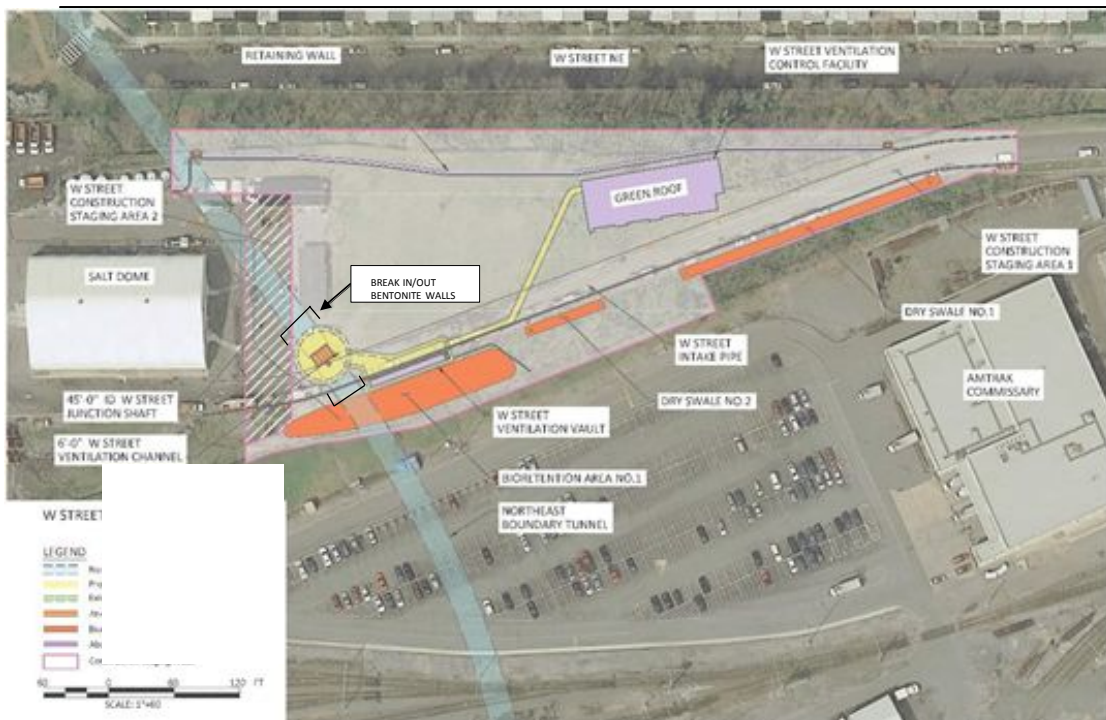 RETAINING WALL
W STREET NE
W STREET VENTILATION
CONTROL FACILITY
W STREET
CONSTRUCTION
STAGING AREA 2
GREEN ROOF
W STREET
CONSTRUCTION
STAGING AREA 1
SALT DOME
BREAK IN/OUT
BENTONITE WALLS
DRY SWALE NO.1
W STREET
INTAKE PIPE
AMTRAK
COMMISSARY
45'-0" ID W STREET
JUNCTION SHAFT
DRY SWALE NO.2
W STREET
VENTILATION VAULT
6'-0" W STREET
VENTILATION CHANNEL
BIORETENTION AREA NO.1
NORTHEAST
BOUNDARY TUNNEL
W STREET
LEGEND
60 0 60 120 FT
SCALE: 1"=60